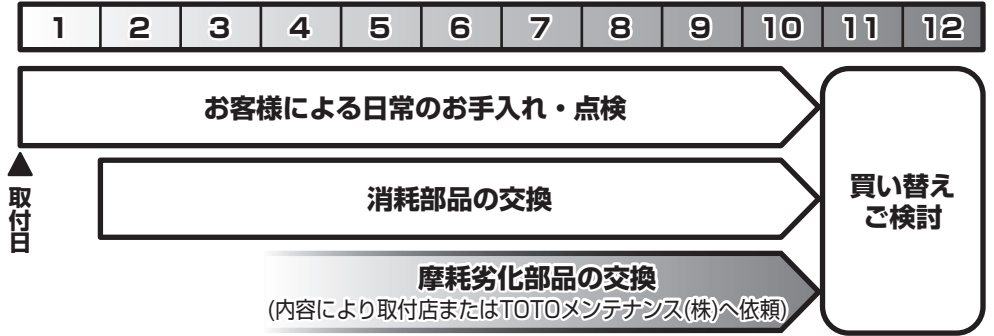 1 2 3 4 5 6 7 8 9 10 11 12
お客様による日常のお手入れ・点検
取付日
消耗部品の交換
買い替え
ご検討
摩耗劣化部品の交換
(内容により取付店またはTOTOメンテナンス(株)へ依頼)